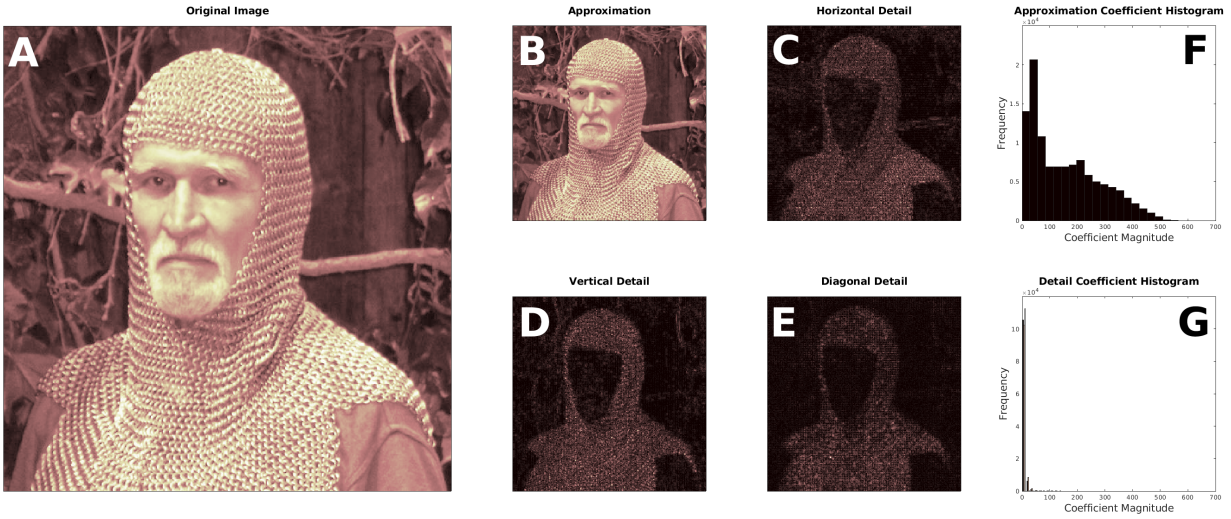 Original Image
A
Approximation
B
Horizontal Detail
C
Approximation Coefficient Histogram
×10⁴
F
2
1.5
1
0.5
0
Frequency
0 100 200 300 400 500 600 700
Coefficient Magnitude
Vertical Detail
D
Diagonal Detail
E
Detail Coefficient Histogram
×10⁴
G
10
8
6
4
2
0
Frequency
0 100 200 300 400 500 600 700
Coefficient Magnitude